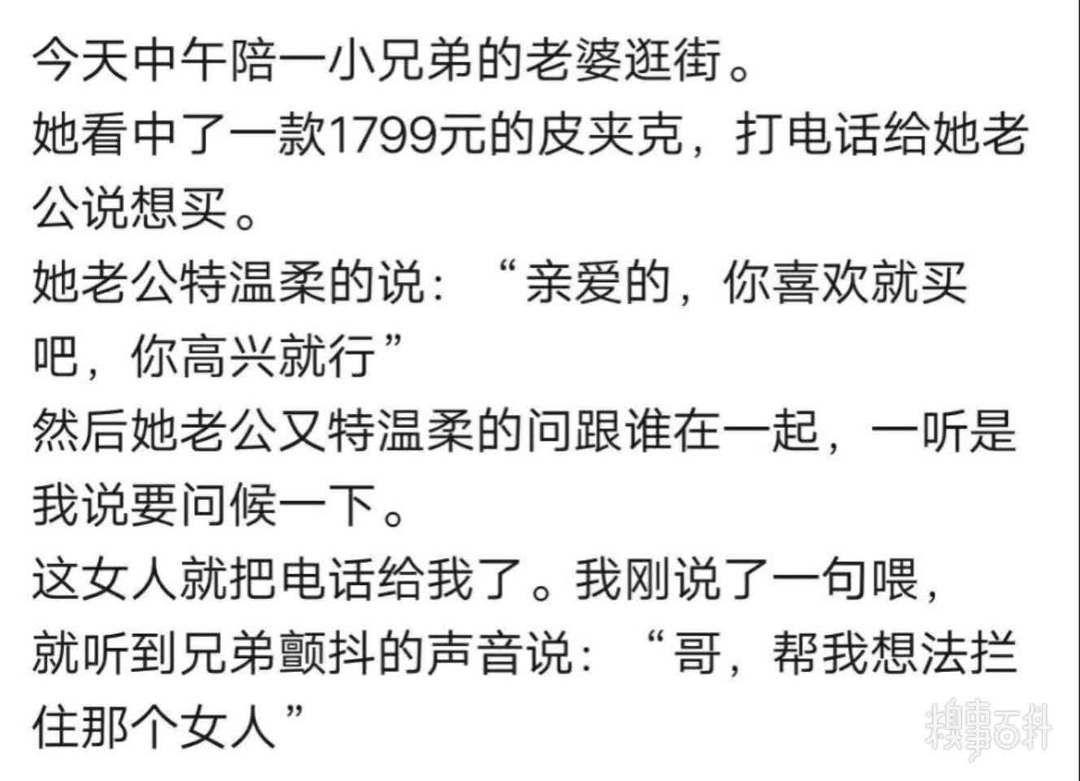 今天中午陪一小兄弟的老婆逛街。
她看中了一款1799元的皮夹克，打电话给她老
公说想买。
她老公特温柔的说：“亲爱的，你喜欢就买
吧，你高兴就行”
然后她老公又特温柔的问跟谁在一起，一听是
我说要问候一下。
这女人就把电话给我了。我刚说了一句喂，
就听到兄弟颤抖的声音说：“哥，帮我想法拦
住那个女人”
糗事百科